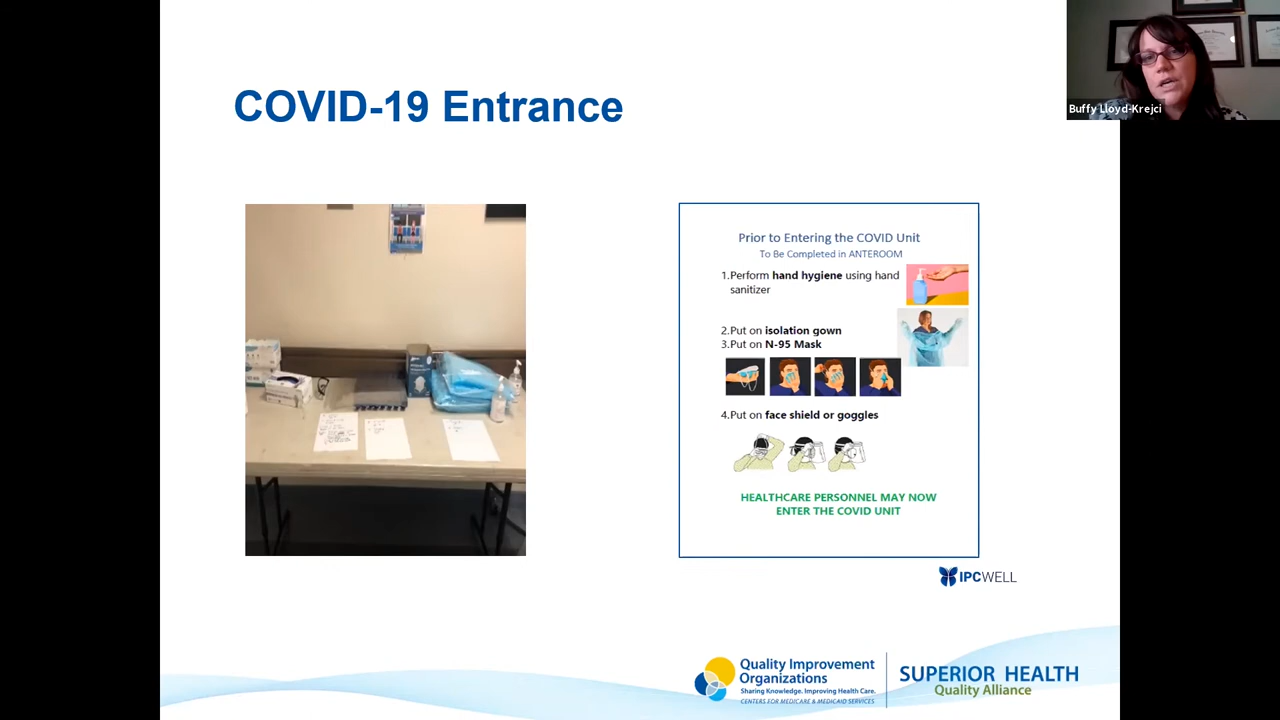 COVID-19 Entrance
Buffy Lloyd-Krejci
Prior to Entering the COVID Unit
To Be Completed in ANTEROOM
1.Perform hand hygiene using hand
sanitizer
2.Put on isolation gown
3.Put on N-95 Mask
4.Put on face shield or goggles
HEALTHCARE PERSONNEL MAY NOW
ENTER THE COVID UNIT
IPCWELL
Quality Improvement
Organizations
Sharing Knowledge. Improving Health Care.
CENTERS FOR MEDICARE & MEDICAID SERVICES
SUPERIOR HEALTH
Quality Alliance